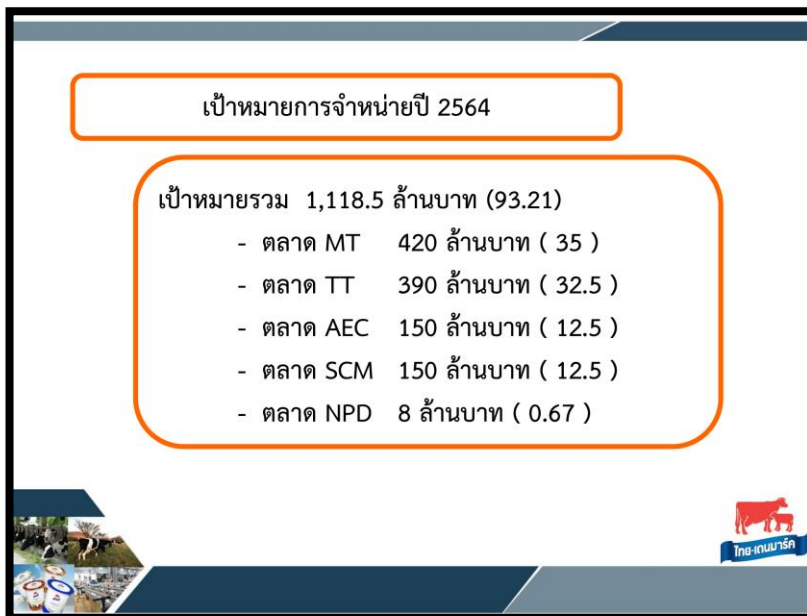 เป้าหมายการจำหน่ายปี 2564
เป้าหมายรวม 1,118.5 ล้านบาท (93.21)
- ตลาด MT 420 ล้านบาท ( 35 )
- ตลาด TT 390 ล้านบาท ( 32.5 )
- ตลาด AEC 150 ล้านบาท ( 12.5 )
- ตลาด SCM 150 ล้านบาท ( 12.5 )
- ตลาด NPD 8 ล้านบาท ( 0.67 )
ไทย-เดนมาร์ค